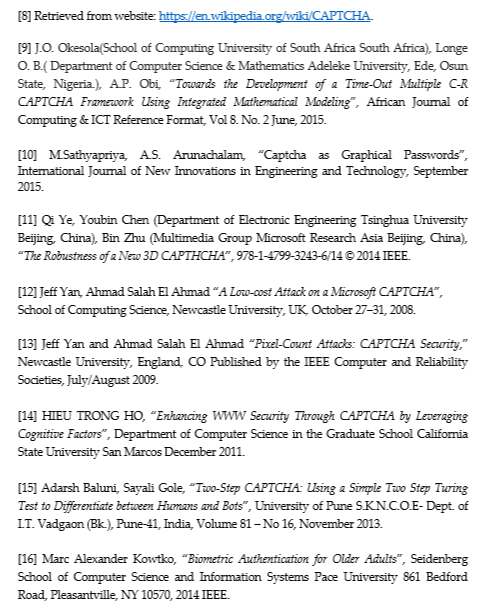 [8] Retrieved from website: https://en.wikipedia.org/wiki/CAPTCHA.
[9] J.O. Okesola(School of Computing University of South Africa South Africa), Longe
O. B.( Department of Computer Science & Mathematics Adeleke University, Ede, Osun
State, Nigeria.), A.P. Obi, “Towards the Development of a Time-Out Multiple C-R
CAPTCHA Framework Using Integrated Mathematical Modeling”, African Journal of
Computing & ICT Reference Format, Vol 8. No. 2 June, 2015.
[10] M.Sathyapriya, A.S. Arunachalam, “Captcha as Graphical Passwords”,
International Journal of New Innovations in Engineering and Technology, September
2015.
[11] Qi Ye, Youbin Chen (Department of Electronic Engineering Tsinghua University
Beijing, China), Bin Zhu (Multimedia Group Microsoft Research Asia Beijing, China),
“The Robustness of a New 3D CAPTHCHA”, 978-1-4799-3243-6/14 © 2014 IEEE.
[12] Jeff Yan, Ahmad Salah El Ahmad “A Low-cost Attack on a Microsoft CAPTCHA”,
School of Computing Science, Newcastle University, UK, October 27–31, 2008.
[13] Jeff Yan and Ahmad Salah El Ahmad “Pixel-Count Attacks: CAPTCHA Security,”
Newcastle University, England, CO Published by the IEEE Computer and Reliability
Societies, July/August 2009.
[14] HIEU TRONG HO, “Enhancing WWW Security Through CAPTCHA by Leveraging
Cognitive Factors”, Department of Computer Science in the Graduate School California
State University San Marcos December 2011.
[15] Adarsh Baluni, Sayali Gole, “Two-Step CAPTCHA: Using a Simple Two Step Turing
Test to Differentiate between Humans and Bots”, University of Pune S.K.N.C.O.E- Dept. of
I.T. Vadgaon (Bk.), Pune-41, India, Volume 81 – No 16, November 2013.
[16] Marc Alexander Kowtko, “Biometric Authentication for Older Adults”, Seidenberg
School of Computer Science and Information Systems Pace University 861 Bedford
Road, Pleasantville, NY 10570, 2014 IEEE.